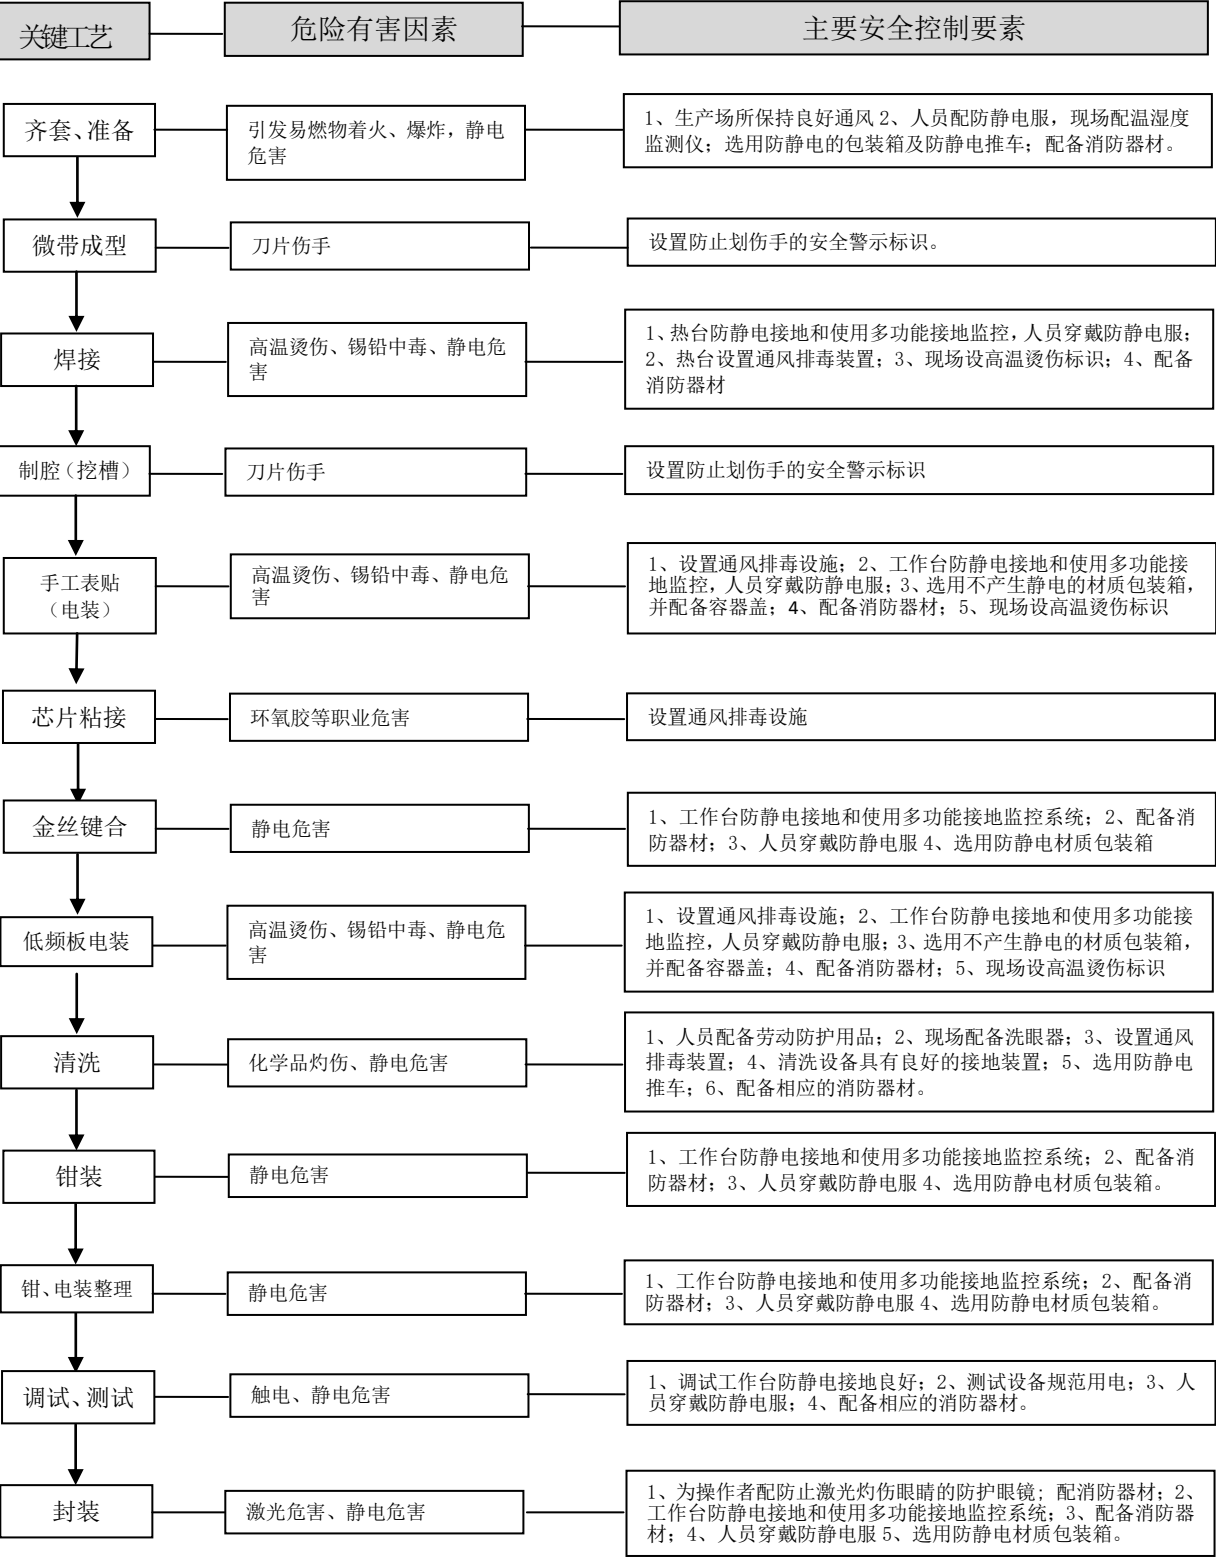 关键工艺
危险有害因素
主要安全控制要素
齐套、准备
引发易燃物着火、爆炸，静电
危害
1、生产场所保持良好通风 2、人员配防静电服，现场配温湿度
监测仪；选用防静电的包装箱及防静电推车；配备消防器材。
微带成型
刀片伤手
设置防止划伤手的安全警示标识。
焊接
高温烫伤、锡铅中毒、静电危
害
1、热台防静电接地和使用多功能接地监控，人员穿戴防静电服；
2、热台设置通风排毒装置；3、现场设高温烫伤标识；4、配备
消防器材
制腔（挖槽）
刀片伤手
设置防止划伤手的安全警示标识
手工表贴
（电装）
高温烫伤、锡铅中毒、静电危
害
1、设置通风排毒设施；2、工作台防静电接地和使用多功能接
地监控，人员穿戴防静电服；3、选用不产生静电的材质包装箱，
并配备容器盖；4、配备消防器材；5、现场设高温烫伤标识
芯片粘接
环氧胶等职业危害
设置通风排毒设施
金丝键合
静电危害
1、工作台防静电接地和使用多功能接地监控系统；2、配备消
防器材；3、人员穿戴防静电服 4、选用防静电材质包装箱
低频板电装
高温烫伤、锡铅中毒、静电危
害
1、设置通风排毒设施；2、工作台防静电接地和使用多功能接
地监控，人员穿戴防静电服；3、选用不产生静电的材质包装箱，
并配备容器盖；4、配备消防器材；5、现场设高温烫伤标识
清洗
化学品灼伤、静电危害
1、人员配备劳动防护用品；2、现场配备洗眼器；3、设置通风
排毒装置；4、清洗设备具有良好的接地装置；5、选用防静电
推车；6、配备相应的消防器材。
钳装
静电危害
1、工作台防静电接地和使用多功能接地监控系统；2、配备消
防器材；3、人员穿戴防静电服 4、选用防静电材质包装箱。
钳、电装整理
静电危害
1、工作台防静电接地和使用多功能接地监控系统；2、配备消
防器材；3、人员穿戴防静电服 4、选用防静电材质包装箱。
调试、测试
触电、静电危害
1、调试工作台防静电接地良好；2、测试设备规范用电；3、人
员穿戴防静电服；4、配备相应的消防器材。
封装
激光危害、静电危害
1、为操作者配防止激光灼伤眼睛的防护眼镜; 配消防器材；2、
工作台防静电接地和使用多功能接地监控系统；3、配备消防器
材；4、人员穿戴防静电服 5、选用防静电材质包装箱。